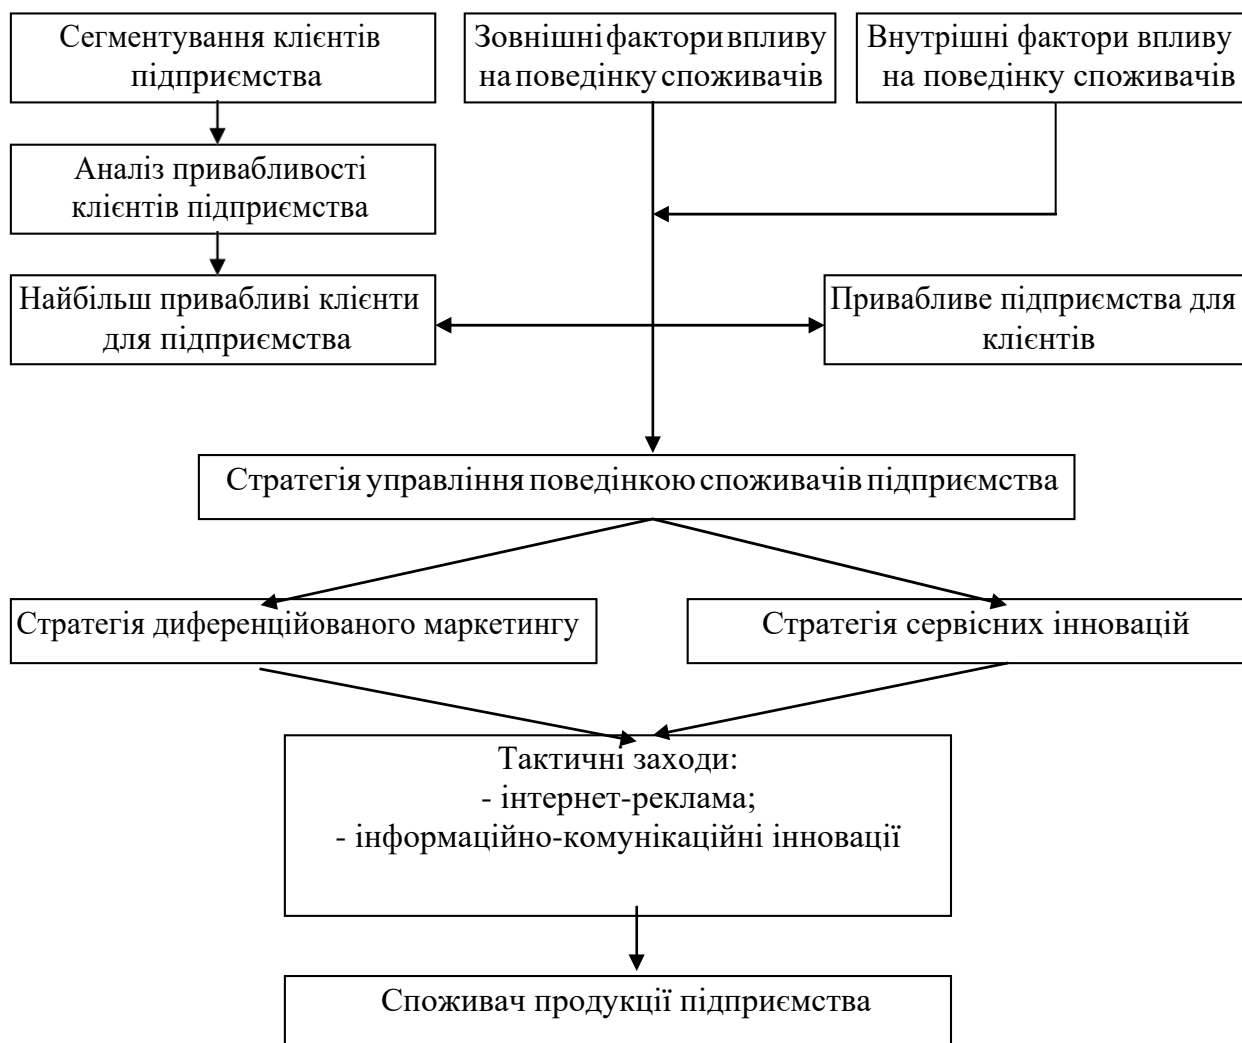 Сегментування клієнтів
підприємства
Зовнішні фактори впливу
на поведінку споживачів
Внутрішні фактори впливу
на поведінку споживачів
Аналіз привабливості
клієнтів підприємства
Найбільш привабливі клієнти
для підприємства
Привабливе підприємства для
клієнтів
Стратегія управління поведінкою споживачів підприємства
Стратегія диференційованого маркетингу
Стратегія сервісних інновацій
Тактичні заходи:
- інтернет-реклама;
- інформаційно-комунікаційні інновації
Споживач продукції підприємства